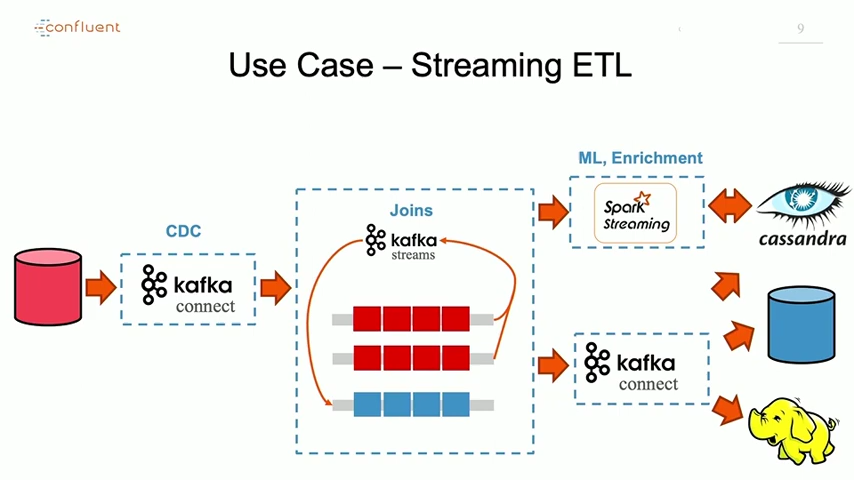 confluent
9
Use Case – Streaming ETL
ML, Enrichment
Spark
Streaming
cassandra
Joins
kafka
streams
CDC
kafka
connect
kafka
connect